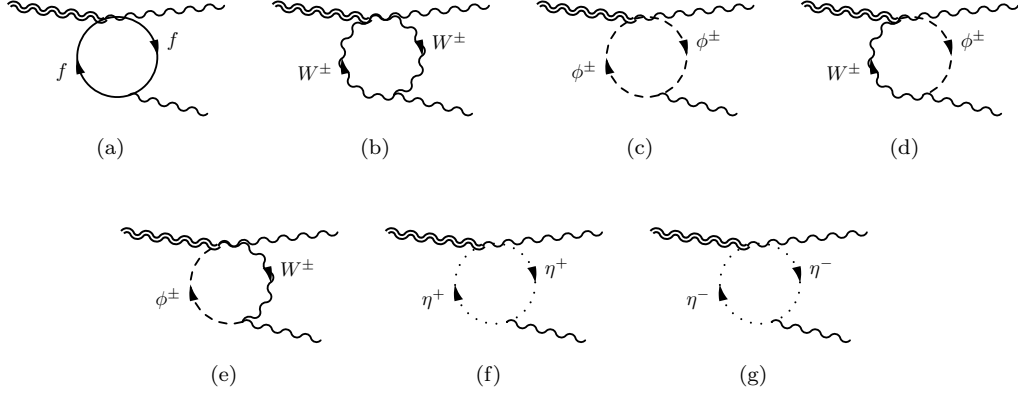 f f W± W± φ± φ± W± φ±
(a) (b) (c) (d)
φ± W± η+ η+ η− η−
(e) (f) (g)